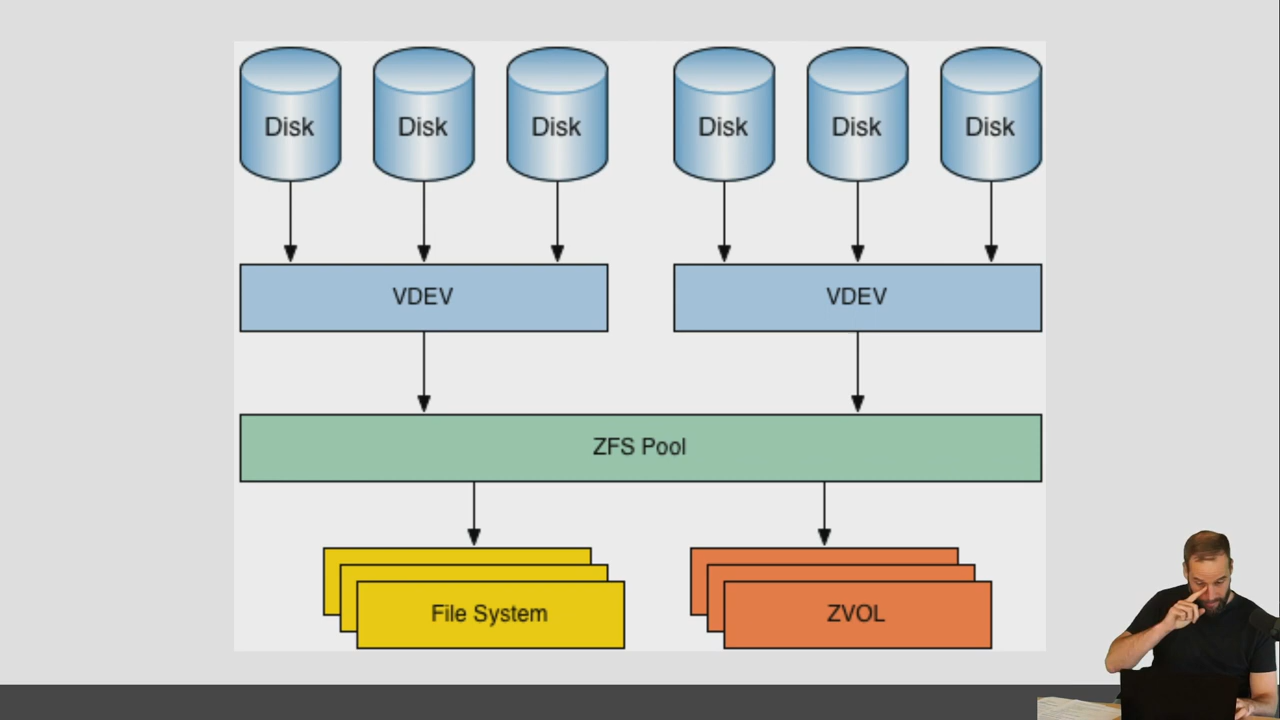 Disk
Disk
Disk
Disk
Disk
Disk
VDEV
VDEV
ZFS Pool
File System
ZVOL